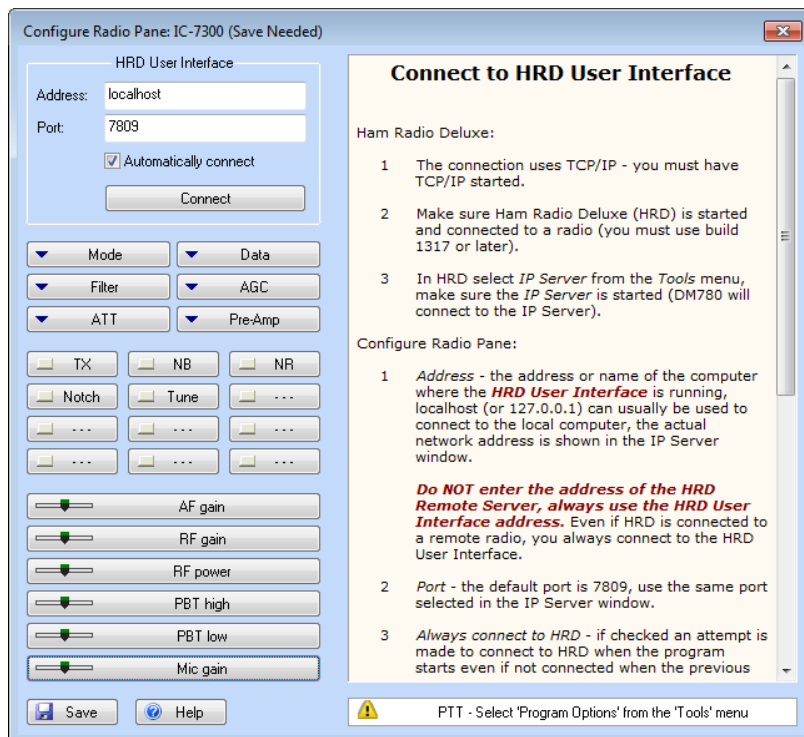 Configure Radio Pane: IC-7300 (Save Needed)
HRD User Interface
Address: localhost
Port: 7809
Automatically connect
Connect
Mode Data
Filter AGC
ATT Pre-Amp
TX NB NR
Notch Tune ---
--- --- ---
--- --- ---
AF gain
RF gain
RF power
PBT high
PBT low
Mic gain
Save Help
Connect to HRD User Interface
Ham Radio Deluxe:
1 The connection uses TCP/IP - you must have
TCP/IP started.
2 Make sure Ham Radio Deluxe (HRD) is started
and connected to a radio (you must use build
1317 or later).
3 In HRD select IP Server from the Tools menu,
make sure the IP Server is started (DM780 will
connect to the IP Server).
Configure Radio Pane:
1 Address - the address or name of the computer
where the HRD User Interface is running,
localhost (or 127.0.0.1) can usually be used to
connect to the local computer, the actual
network address is shown in the IP Server
window.
Do NOT enter the address of the HRD
Remote Server, always use the HRD User
Interface address. Even if HRD is connected to
a remote radio, you always connect to the HRD
User Interface.
2 Port - the default port is 7809, use the same port
selected in the IP Server window.
3 Always connect to HRD - if checked an attempt is
made to connect to HRD when the program
starts even if not connected when the previous
PTT - Select 'Program Options' from the 'Tools' menu